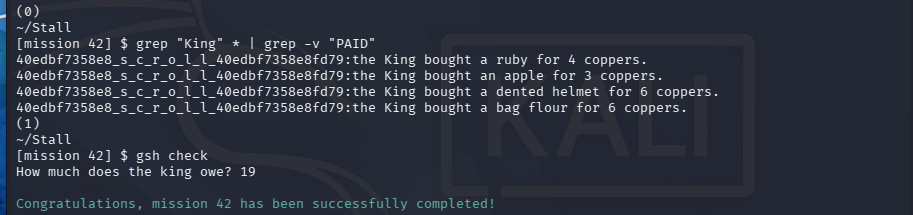 (0)
~/Stall
[mission 42] $ grep "King" * | grep -v "PAID"
40edbf7358e8_s_c_r_o_l_l_40edbf7358e8fd79:the King bought a ruby for 4 coppers.
40edbf7358e8_s_c_r_o_l_l_40edbf7358e8fd79:the King bought an apple for 3 coppers.
40edbf7358e8_s_c_r_o_l_l_40edbf7358e8fd79:the King bought a dented helmet for 6 coppers.
40edbf7358e8_s_c_r_o_l_l_40edbf7358e8fd79:the King bought a bag flour for 6 coppers.
(1)
~/Stall
[mission 42] $ gsh check
How much does the king owe? 19
Congratulations, mission 42 has been successfully completed!
KALI